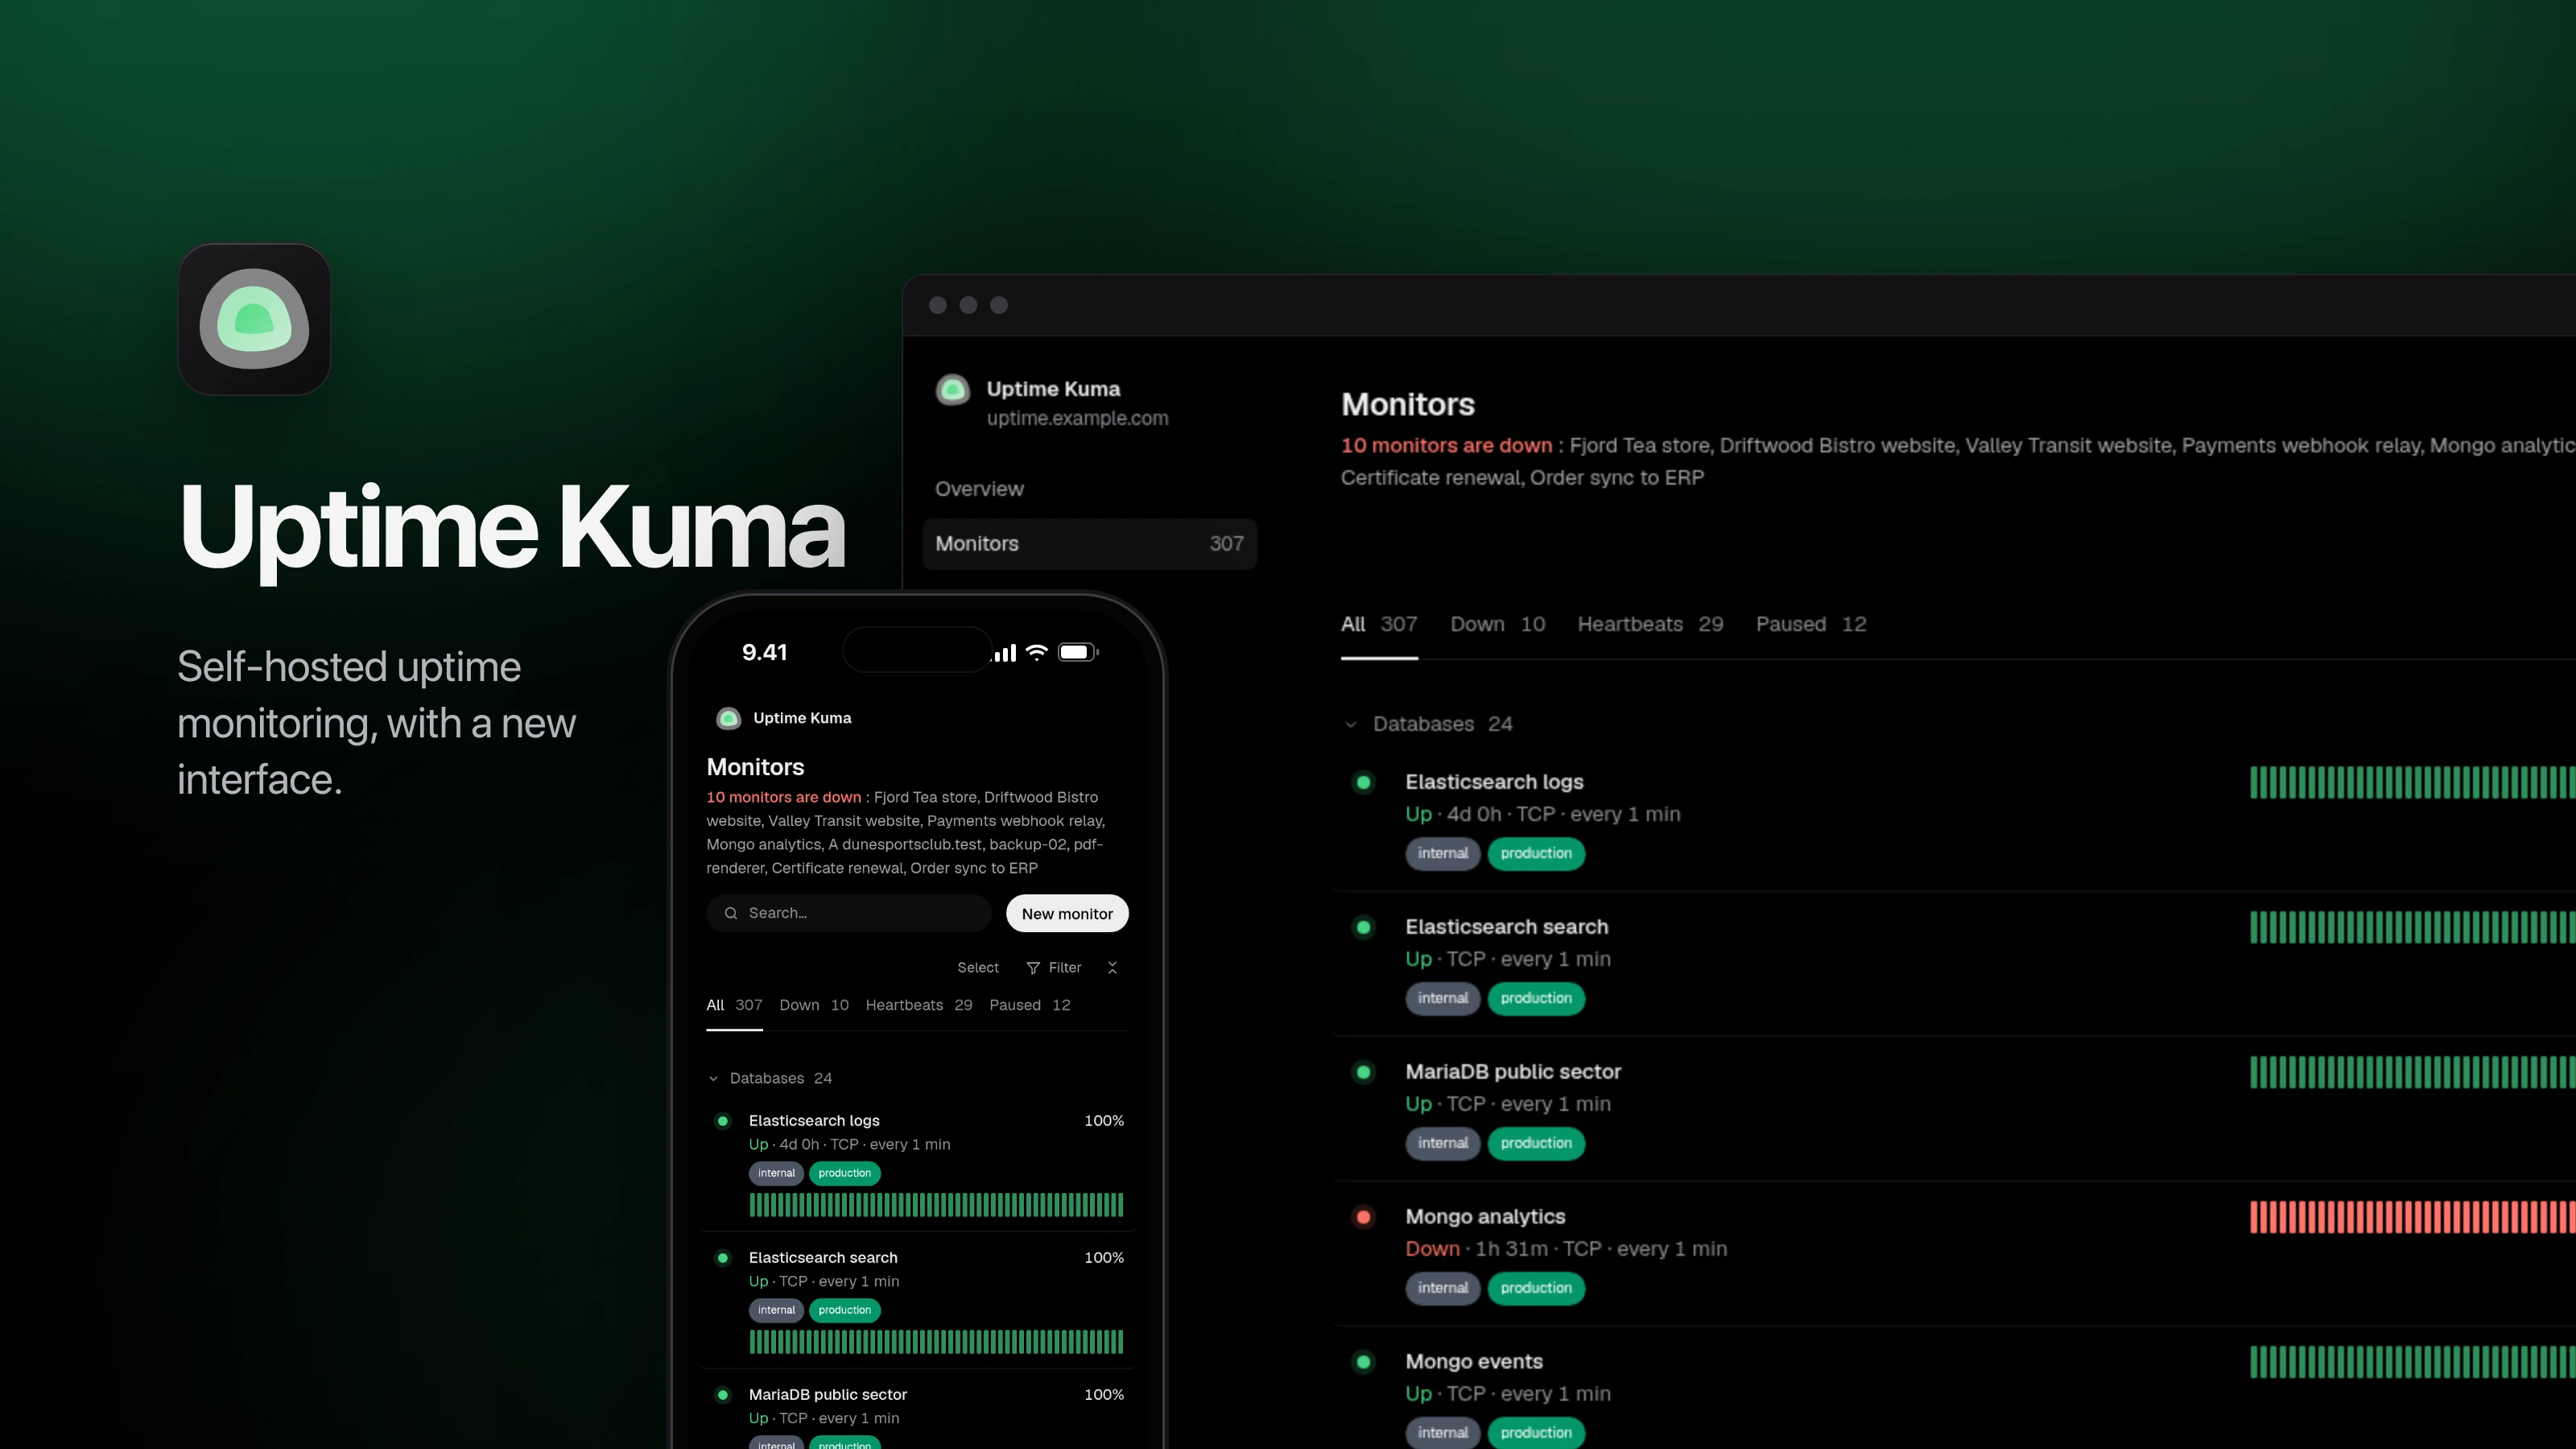 Uptime Kuma
Self-hosted uptime
monitoring, with a new
interface.
Uptime Kuma
uptime.example.com
Overview
Monitors 307
Monitors
10 monitors are down : Fjord Tea store, Driftwood Bistro website, Valley Transit website, Payments webhook relay, Mongo analytic
Certificate renewal, Order sync to ERP
All 307 Down 10 Heartbeats 29 Paused 12
Databases 24
Elasticsearch logs
Up · 4d 0h · TCP · every 1 min
internal production
Elasticsearch search
Up · TCP · every 1 min
internal production
MariaDB public sector
Up · TCP · every 1 min
internal production
Mongo analytics
Down · 1h 31m · TCP · every 1 min
internal production
Mongo events
Up · TCP · every 1 min
internal production
9.41
Uptime Kuma
Monitors
10 monitors are down : Fjord Tea store, Driftwood Bistro
website, Valley Transit website, Payments webhook relay,
Mongo analytics, A dunesportsclub.test, backup-02, pdf-
renderer, Certificate renewal, Order sync to ERP
Search... New monitor
Select Filter
All 307 Down 10 Heartbeats 29 Paused 12
Databases 24
Elasticsearch logs 100%
Up · 4d 0h · TCP · every 1 min
internal production
Elasticsearch search 100%
Up · TCP · every 1 min
internal production
MariaDB public sector 100%
Up · TCP · every 1 min
internal production